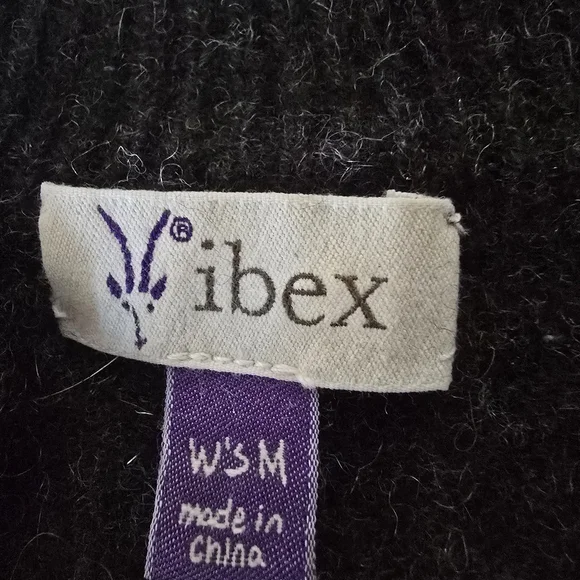 ® ibex
W'S M
made in
China